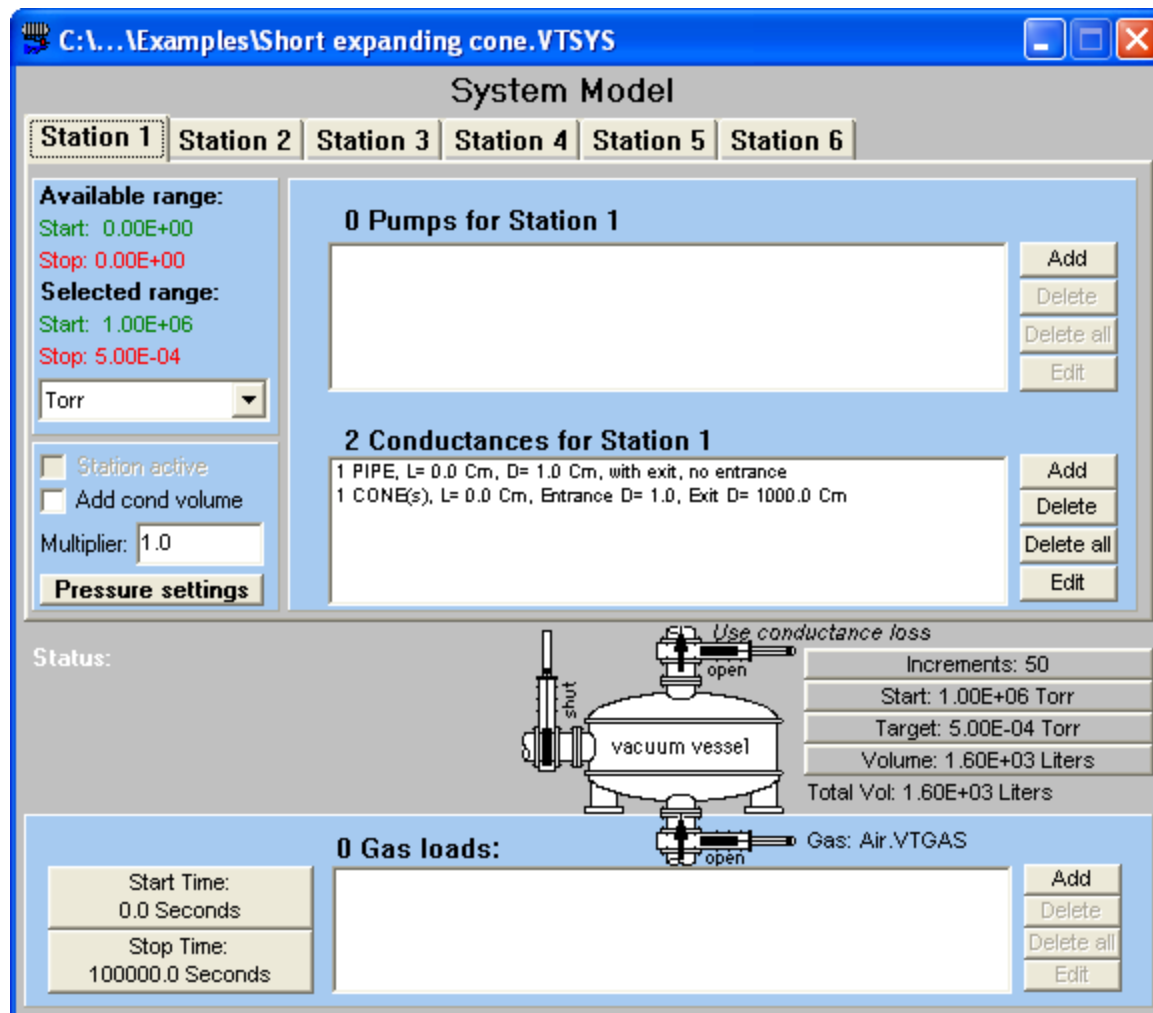 C:\...\Examples\Short expanding cone.VTSYS
System Model
Station 1 Station 2 Station 3 Station 4 Station 5 Station 6
Available range:
Start: 0.00E+00
Stop: 0.00E+00
Selected range:
Start: 1.00E+06
Stop: 5.00E-04
Torr
Station active
Add cond volume
Multiplier: 1.0
Pressure settings
0 Pumps for Station 1
Add
Delete
Delete all
Edit
2 Conductances for Station 1
1 PIPE, L= 0.0 Cm, D= 1.0 Cm, with exit, no entrance
1 CONE(s), L= 0.0 Cm, Entrance D= 1.0, Exit D= 1000.0 Cm
Add
Delete
Delete all
Edit
Status:
Use conductance loss
open
shut
vacuum vessel
open
Increments: 50
Start: 1.00E+06 Torr
Target: 5.00E-04 Torr
Volume: 1.60E+03 Liters
Total Vol: 1.60E+03 Liters
Gas: Air.VTGAS
0 Gas loads:
Start Time:
0.0 Seconds
Stop Time:
100000.0 Seconds
Add
Delete
Delete all
Edit